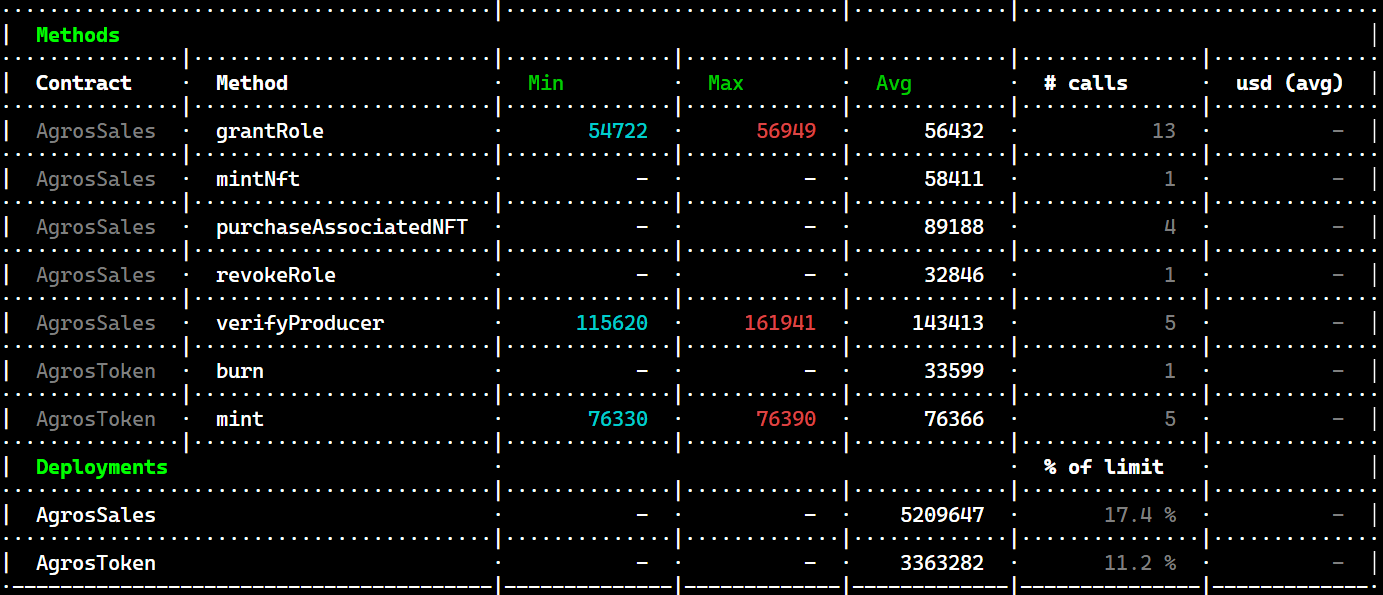 Methods
Contract · Method · Min · Max · Avg · # calls · usd (avg)
AgrosSales · grantRole · 54722 · 56949 · 56432 · 13 · -
AgrosSales · mintNft · - · - · 58411 · 1 · -
AgrosSales · purchaseAssociatedNFT · - · - · 89188 · 4 · -
AgrosSales · revokeRole · - · - · 32846 · 1 · -
AgrosSales · verifyProducer · 115620 · 161941 · 143413 · 5 · -
AgrosToken · burn · - · - · 33599 · 1 · -
AgrosToken · mint · 76330 · 76390 · 76366 · 5 · -
Deployments · · % of limit ·
AgrosSales · - · - · 5209647 · 17.4 % · -
AgrosToken · - · - · 3363282 · 11.2 % · -